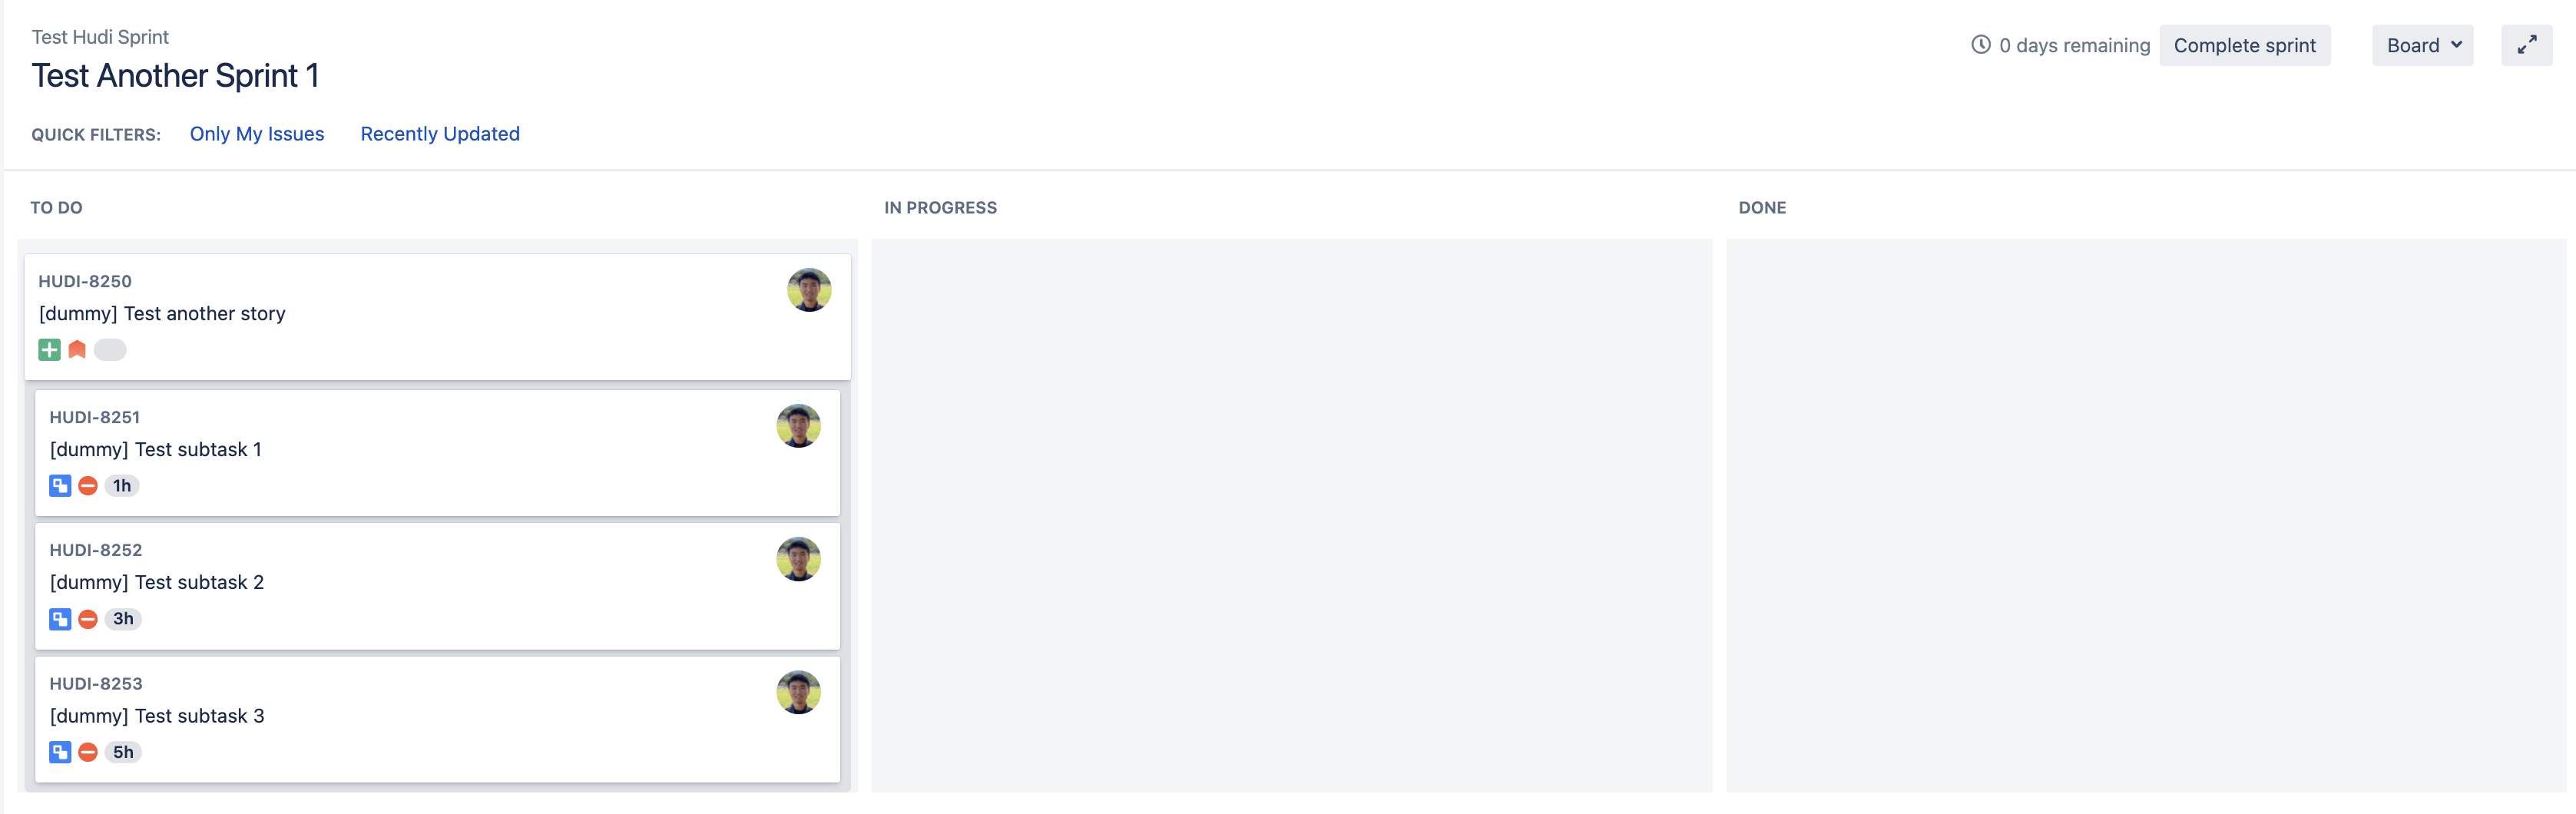 Test Hudi Sprint
Test Another Sprint 1
0 days remaining
Complete sprint
Board
QUICK FILTERS: Only My Issues Recently Updated
TO DO
IN PROGRESS
DONE
HUDI-8250
[dummy] Test another story
HUDI-8251
[dummy] Test subtask 1
1h
HUDI-8252
[dummy] Test subtask 2
3h
HUDI-8253
[dummy] Test subtask 3
5h